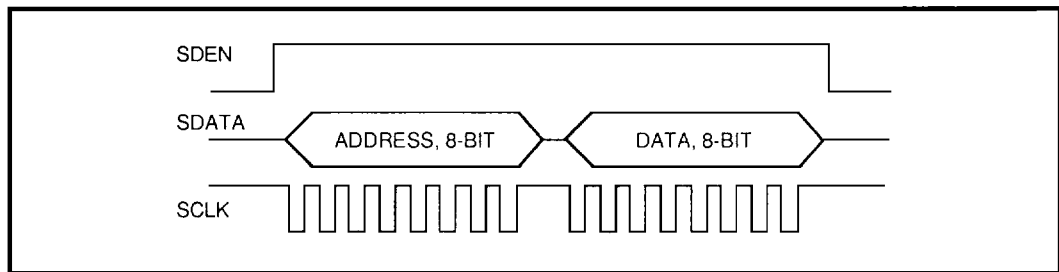 SDEN
SDATA
ADDRESS, 8-BIT
DATA, 8-BIT
SCLK